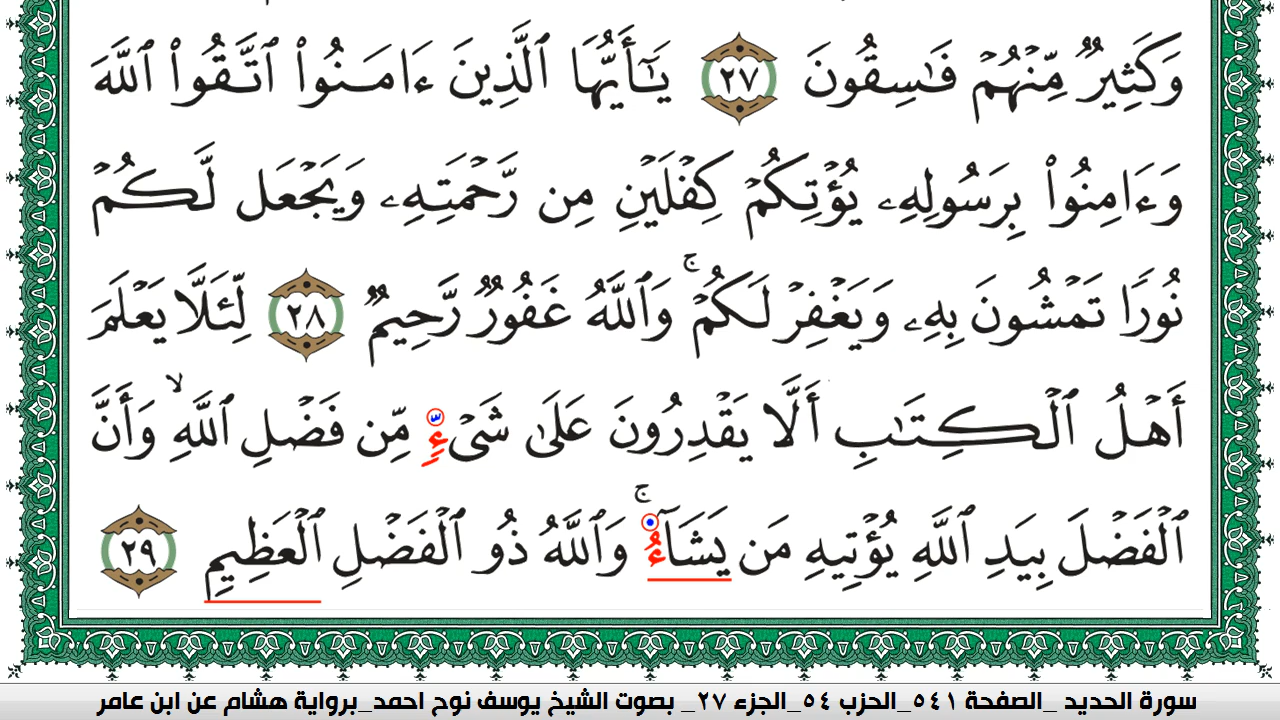 وَكَثِيرٌ مِّنْهُمْ فَـٰسِقُونَ ٢٧ يَـٰٓأَيُّهَا ٱلَّذِينَ ءَامَنُوا۟ ٱتَّقُوا۟ ٱللَّهَ
وَءَامِنُوا۟ بِرَسُولِهِۦ يُؤْتِكُمْ كِفْلَيْنِ مِن رَّحْمَتِهِۦ وَيَجْعَل لَّكُمْ
نُورًا تَمْشُونَ بِهِۦ وَيَغْفِرْ لَكُمْ ۚ وَٱللَّهُ غَفُورٌ رَّحِيمٌ ٢٨ لِّئَلَّا يَعْلَمَ
أَهْلُ ٱلْكِتَـٰبِ أَلَّا يَقْدِرُونَ عَلَىٰ شَىْءٍ مِّن فَضْلِ ٱللَّهِ ۙ وَأَنَّ
ٱلْفَضْلَ بِيَدِ ٱللَّهِ يُؤْتِيهِ مَن يَشَآءُ ۚ وَٱللَّهُ ذُو ٱلْفَضْلِ ٱلْعَظِيمِ ٢٩
سورة الحديد _الصفحة ٥٤١_الحزب ٥٤_الجزء ٢٧_ بصوت الشيخ يوسف نوح احمد_برواية هشام عن ابن عامر